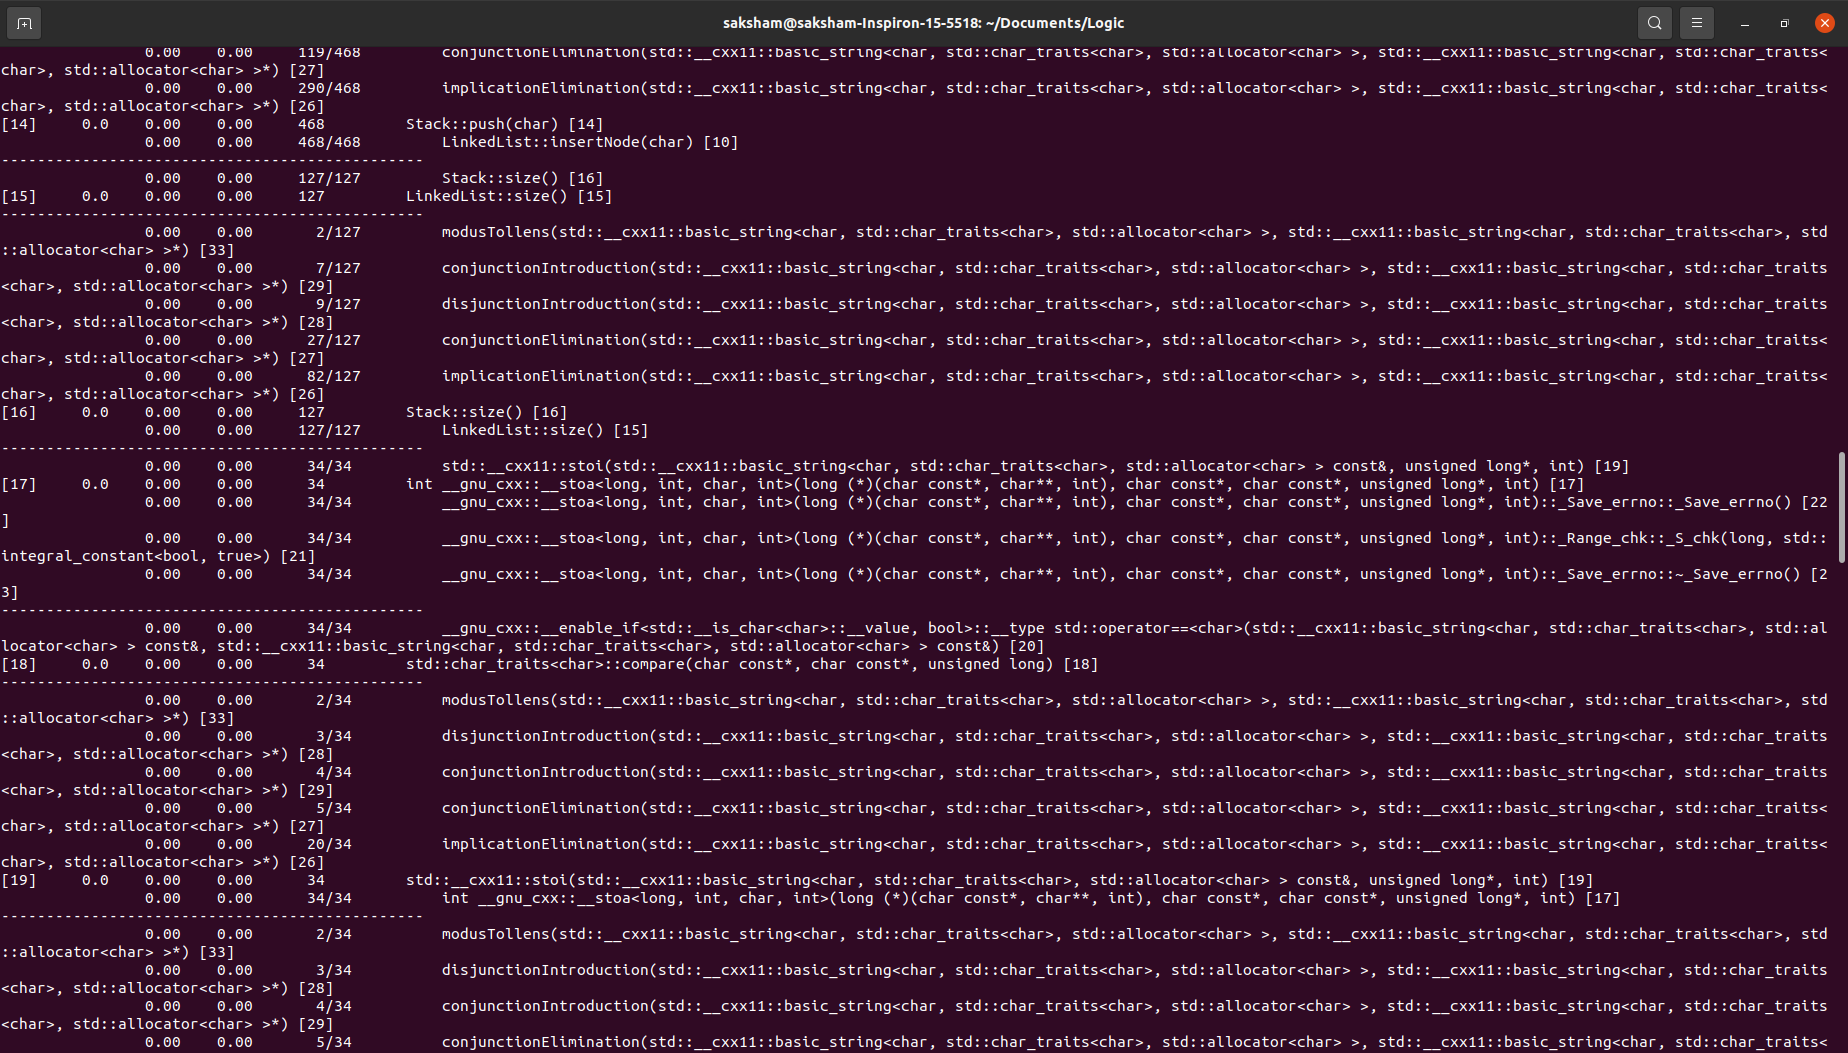 saksham@saksham-Inspiron-15-5518: ~/Documents/Logic
0.00 0.00 119/468 conjunctionElimination(std::__cxx11::basic_string<char, std::char_traits<char>, std::allocator<char> >, std::__cxx11::basic_string<char, std::char_traits<
char>, std::allocator<char> >*) [27]
0.00 0.00 290/468 implicationElimination(std::__cxx11::basic_string<char, std::char_traits<char>, std::allocator<char> >, std::__cxx11::basic_string<char, std::char_traits<
char>, std::allocator<char> >*) [26]
[14] 0.0 0.00 0.00 468 Stack::push(char) [14]
0.00 0.00 468/468 LinkedList::insertNode(char) [10]
-----------------------------------------------
0.00 0.00 127/127 Stack::size() [16]
[15] 0.0 0.00 0.00 127 LinkedList::size() [15]
-----------------------------------------------
0.00 0.00 2/127 modusTollens(std::__cxx11::basic_string<char, std::char_traits<char>, std::allocator<char> >, std::__cxx11::basic_string<char, std::char_traits<char>, std
::allocator<char> >*) [33]
0.00 0.00 7/127 conjunctionIntroduction(std::__cxx11::basic_string<char, std::char_traits<char>, std::allocator<char> >, std::__cxx11::basic_string<char, std::char_traits
<char>, std::allocator<char> >*) [29]
0.00 0.00 9/127 disjunctionIntroduction(std::__cxx11::basic_string<char, std::char_traits<char>, std::allocator<char> >, std::__cxx11::basic_string<char, std::char_traits
<char>, std::allocator<char> >*) [28]
0.00 0.00 27/127 conjunctionElimination(std::__cxx11::basic_string<char, std::char_traits<char>, std::allocator<char> >, std::__cxx11::basic_string<char, std::char_traits<
char>, std::allocator<char> >*) [27]
0.00 0.00 82/127 implicationElimination(std::__cxx11::basic_string<char, std::char_traits<char>, std::allocator<char> >, std::__cxx11::basic_string<char, std::char_traits<
char>, std::allocator<char> >*) [26]
[16] 0.0 0.00 0.00 127 Stack::size() [16]
0.00 0.00 127/127 LinkedList::size() [15]
-----------------------------------------------
0.00 0.00 34/34 std::__cxx11::stoi(std::__cxx11::basic_string<char, std::char_traits<char>, std::allocator<char> > const&, unsigned long*, int) [19]
[17] 0.0 0.00 0.00 34 int __gnu_cxx::__stoa<long, int, char, int>(long (*)(char const*, char**, int), char const*, char const*, unsigned long*, int) [17]
0.00 0.00 34/34 __gnu_cxx::__stoa<long, int, char, int>(long (*)(char const*, char**, int), char const*, char const*, unsigned long*, int)::_Save_errno::_Save_errno() [22
]
0.00 0.00 34/34 __gnu_cxx::__stoa<long, int, char, int>(long (*)(char const*, char**, int), char const*, char const*, unsigned long*, int)::_Range_chk::_S_chk(long, std::
integral_constant<bool, true>) [21]
0.00 0.00 34/34 __gnu_cxx::__stoa<long, int, char, int>(long (*)(char const*, char**, int), char const*, char const*, unsigned long*, int)::_Save_errno::~_Save_errno() [2
3]
-----------------------------------------------
0.00 0.00 34/34 __gnu_cxx::__enable_if<std::__is_char<char>::__value, bool>::__type std::operator==<char>(std::__cxx11::basic_string<char, std::char_traits<char>, std::al
locator<char> > const&, std::__cxx11::basic_string<char, std::char_traits<char>, std::allocator<char> > const&) [20]
[18] 0.0 0.00 0.00 34 std::char_traits<char>::compare(char const*, char const*, unsigned long) [18]
-----------------------------------------------
0.00 0.00 2/34 modusTollens(std::__cxx11::basic_string<char, std::char_traits<char>, std::allocator<char> >, std::__cxx11::basic_string<char, std::char_traits<char>, std
::allocator<char> >*) [33]
0.00 0.00 3/34 disjunctionIntroduction(std::__cxx11::basic_string<char, std::char_traits<char>, std::allocator<char> >, std::__cxx11::basic_string<char, std::char_traits
<char>, std::allocator<char> >*) [28]
0.00 0.00 4/34 conjunctionIntroduction(std::__cxx11::basic_string<char, std::char_traits<char>, std::allocator<char> >, std::__cxx11::basic_string<char, std::char_traits
<char>, std::allocator<char> >*) [29]
0.00 0.00 5/34 conjunctionElimination(std::__cxx11::basic_string<char, std::char_traits<char>, std::allocator<char> >, std::__cxx11::basic_string<char, std::char_traits<
char>, std::allocator<char> >*) [27]
0.00 0.00 20/34 implicationElimination(std::__cxx11::basic_string<char, std::char_traits<char>, std::allocator<char> >, std::__cxx11::basic_string<char, std::char_traits<
char>, std::allocator<char> >*) [26]
[19] 0.0 0.00 0.00 34 std::__cxx11::stoi(std::__cxx11::basic_string<char, std::char_traits<char>, std::allocator<char> > const&, unsigned long*, int) [19]
0.00 0.00 34/34 int __gnu_cxx::__stoa<long, int, char, int>(long (*)(char const*, char**, int), char const*, char const*, unsigned long*, int) [17]
-----------------------------------------------
0.00 0.00 2/34 modusTollens(std::__cxx11::basic_string<char, std::char_traits<char>, std::allocator<char> >, std::__cxx11::basic_string<char, std::char_traits<char>, std
::allocator<char> >*) [33]
0.00 0.00 3/34 disjunctionIntroduction(std::__cxx11::basic_string<char, std::char_traits<char>, std::allocator<char> >, std::__cxx11::basic_string<char, std::char_traits
<char>, std::allocator<char> >*) [28]
0.00 0.00 4/34 conjunctionIntroduction(std::__cxx11::basic_string<char, std::char_traits<char>, std::allocator<char> >, std::__cxx11::basic_string<char, std::char_traits
<char>, std::allocator<char> >*) [29]
0.00 0.00 5/34 conjunctionElimination(std::__cxx11::basic_string<char, std::char_traits<char>, std::allocator<char> >, std::__cxx11::basic_string<char, std::char_traits<